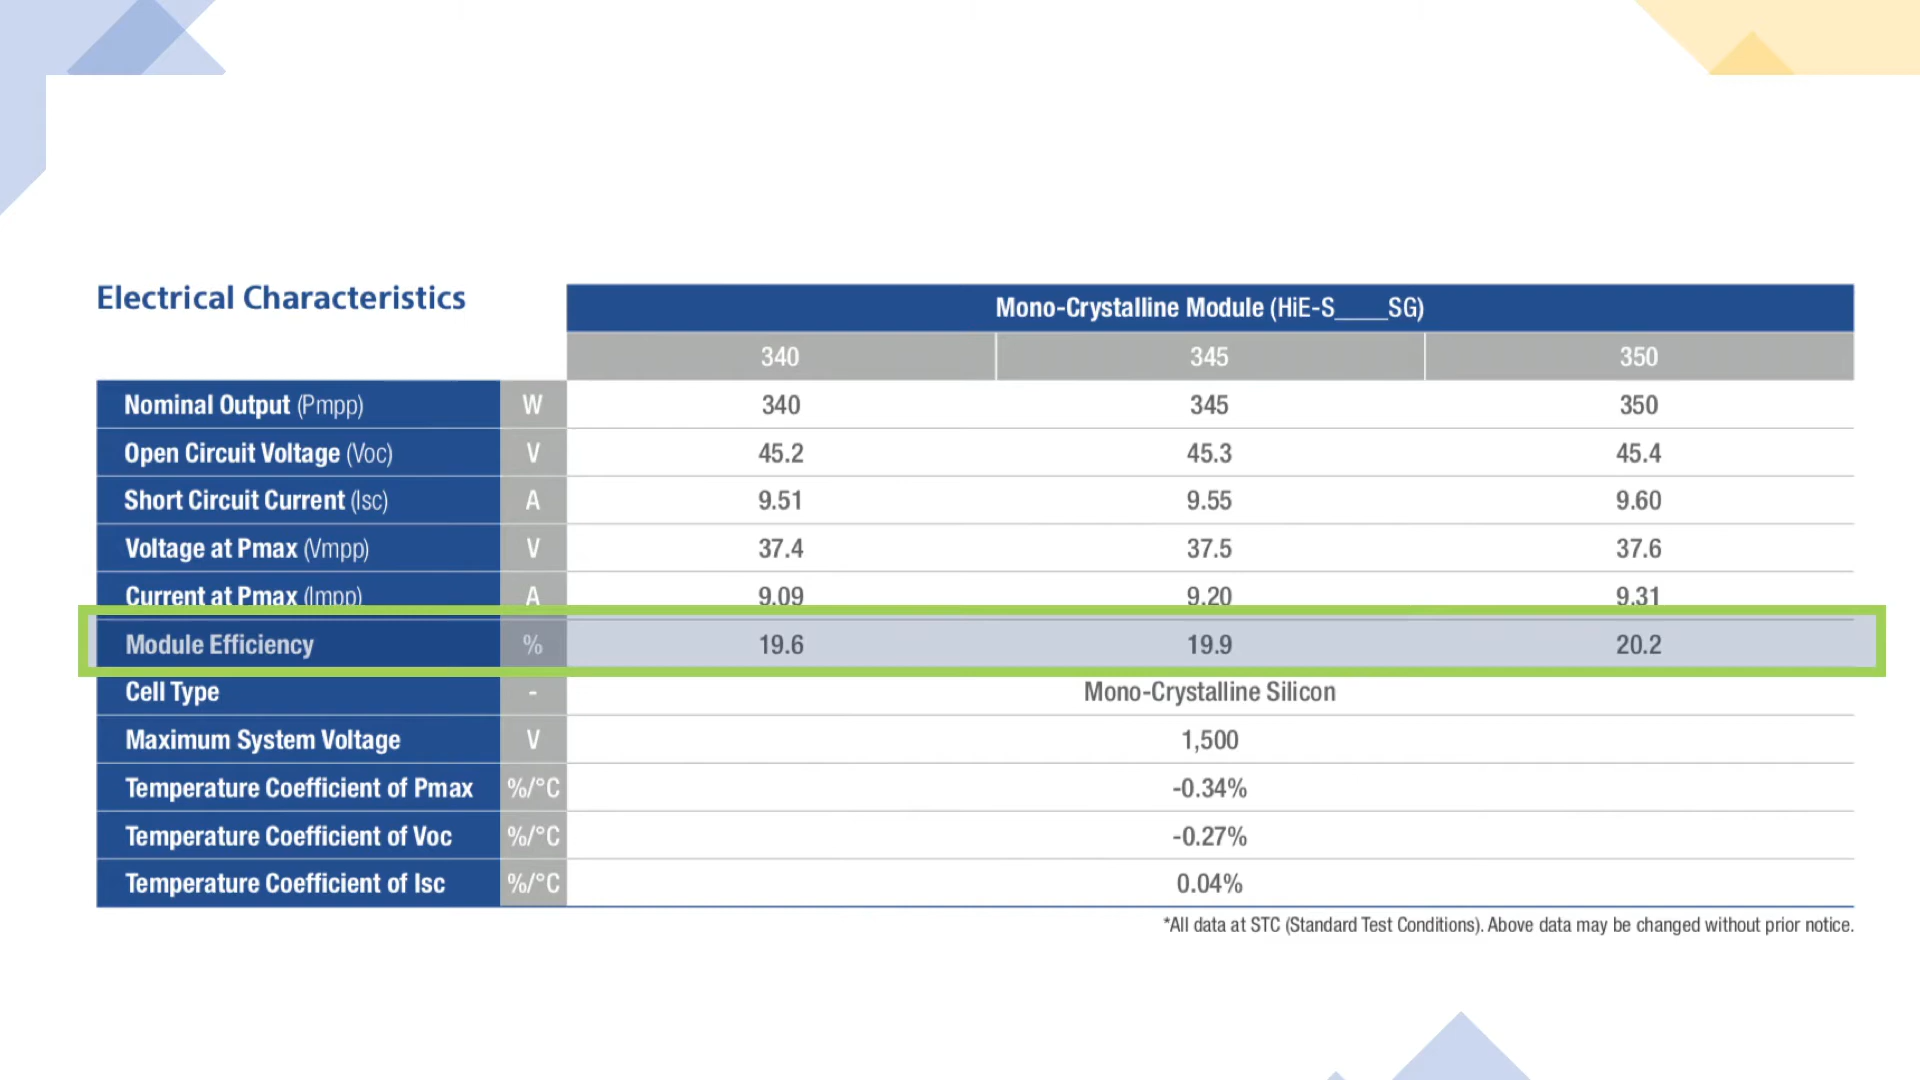 Electrical Characteristics
Mono-Crystalline Module (HiE-S____SG)
340 345 350
Nominal Output (Pmpp) W 340 345 350
Open Circuit Voltage (Voc) V 45.2 45.3 45.4
Short Circuit Current (Isc) A 9.51 9.55 9.60
Voltage at Pmax (Vmpp) V 37.4 37.5 37.6
Current at Pmax (Impp) A 9.09 9.20 9.31
Module Efficiency % 19.6 19.9 20.2
Cell Type - Mono-Crystalline Silicon
Maximum System Voltage V 1,500
Temperature Coefficient of Pmax %/°C -0.34%
Temperature Coefficient of Voc %/°C -0.27%
Temperature Coefficient of Isc %/°C 0.04%
*All data at STC (Standard Test Conditions). Above data may be changed without prior notice.